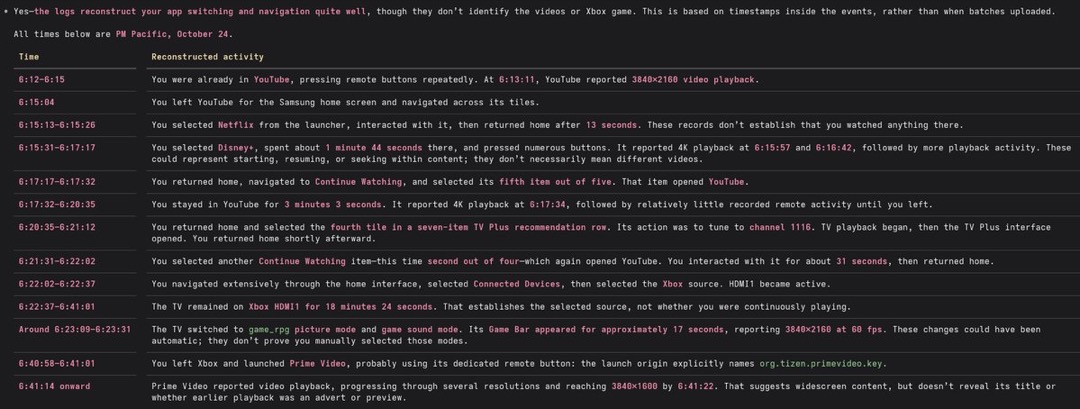 • Yes—the logs reconstruct your app switching and navigation quite well, though they don't identify the videos or Xbox game. This is based on timestamps inside the events, rather than when batches uploaded.
All times below are PM Pacific, October 24.
Time Reconstructed activity
6:12–6:15 You were already in YouTube, pressing remote buttons repeatedly. At 6:13:11, YouTube reported 3840×2160 video playback.
6:15:04 You left YouTube for the Samsung home screen and navigated across its tiles.
6:15:13–6:15:26 You selected Netflix from the launcher, interacted with it, then returned home after 13 seconds. These records don't establish that you watched anything there.
6:15:31–6:17:17 You selected Disney+, spent about 1 minute 44 seconds there, and pressed numerous buttons. It reported 4K playback at 6:15:57 and 6:16:42, followed by more playback activity. These
could represent starting, resuming, or seeking within content; they don't necessarily mean different videos.
6:17:17–6:17:32 You returned home, navigated to Continue Watching, and selected its fifth item out of five. That item opened YouTube.
6:17:32–6:20:35 You stayed in YouTube for 3 minutes 3 seconds. It reported 4K playback at 6:17:34, followed by relatively little recorded remote activity until you left.
6:20:35–6:21:12 You returned home and selected the fourth tile in a seven-item TV Plus recommendation row. Its action was to tune to channel 1116. TV playback began, then the TV Plus interface
opened. You returned home shortly afterward.
6:21:31–6:22:02 You selected another Continue Watching item—this time second out of four—which again opened YouTube. You interacted with it for about 31 seconds, then returned home.
6:22:02–6:22:37 You navigated extensively through the home interface, selected Connected Devices, then selected the Xbox source. HDMI1 became active.
6:22:37–6:41:01 The TV remained on Xbox HDMI1 for 18 minutes 24 seconds. That establishes the selected source, not whether you were continuously playing.
Around 6:23:09–6:23:31 The TV switched to game_rpg picture mode and game sound mode. Its Game Bar appeared for approximately 17 seconds, reporting 3840×2160 at 60 fps. These changes could have been
automatic; they don't prove you manually selected those modes.
6:40:58–6:41:01 You left Xbox and launched Prime Video, probably using its dedicated remote button: the launch origin explicitly names org.tizen.primevideo.key.
6:41:14 onward Prime Video reported video playback, progressing through several resolutions and reaching 3840×1600 by 6:41:22. That suggests widescreen content, but doesn't reveal its title or
whether earlier playback was an advert or preview.